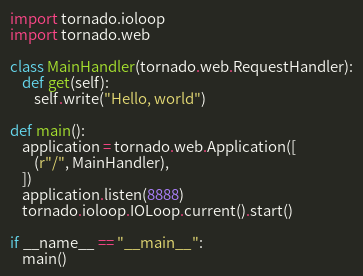 import tornado.ioloop
import tornado.web

class MainHandler(tornado.web.RequestHandler):
    def get(self):
        self.write("Hello, world")

def main():
    application = tornado.web.Application([
        (r"/", MainHandler),
    ])
    application.listen(8888)
    tornado.ioloop.IOLoop.current().start()

if __name__ == "__main__":
    main()